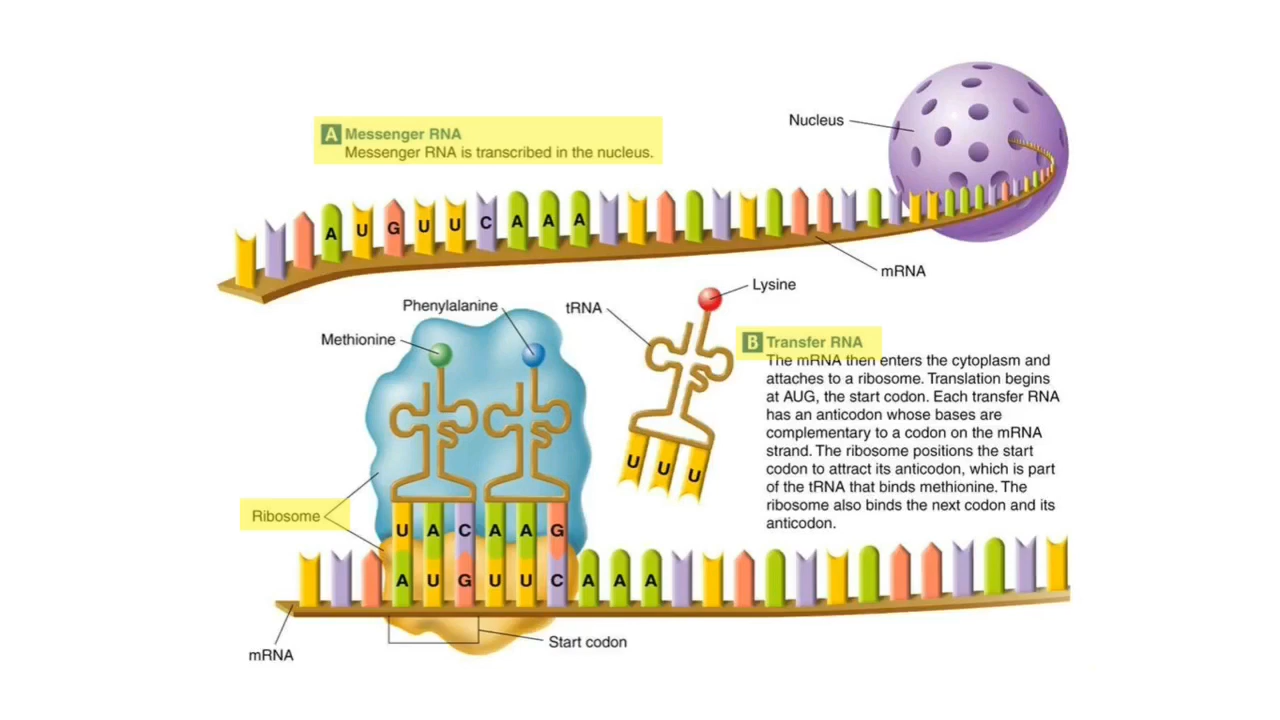 Nucleus
A Messenger RNA
Messenger RNA is transcribed in the nucleus.
A U G U U C A A A
mRNA
Lysine
Phenylalanine
tRNA
Methionine
B Transfer RNA
The mRNA then enters the cytoplasm and
attaches to a ribosome. Translation begins
at AUG, the start codon. Each transfer RNA
has an anticodon whose bases are
complementary to a codon on the mRNA
strand. The ribosome positions the start
codon to attract its anticodon, which is part
of the tRNA that binds methionine. The
ribosome also binds the next codon and its
anticodon.
U U U
Ribosome
U A C A A G
A U G U U C A A A
Start codon
mRNA